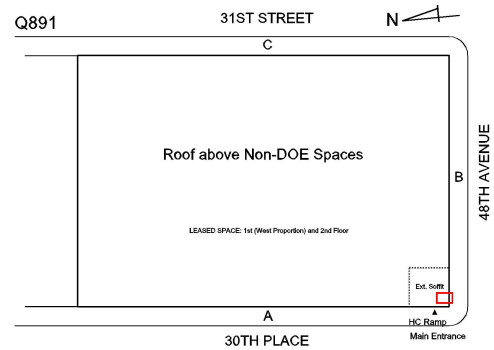 Q891
31ST STREET
N
C
Roof above Non-DOE Spaces
B
48TH AVENUE
LEASED SPACE: 1st (West Proportion) and 2nd Floor
Ext. Soffit
A
HC Ramp
30TH PLACE
Main Entrance